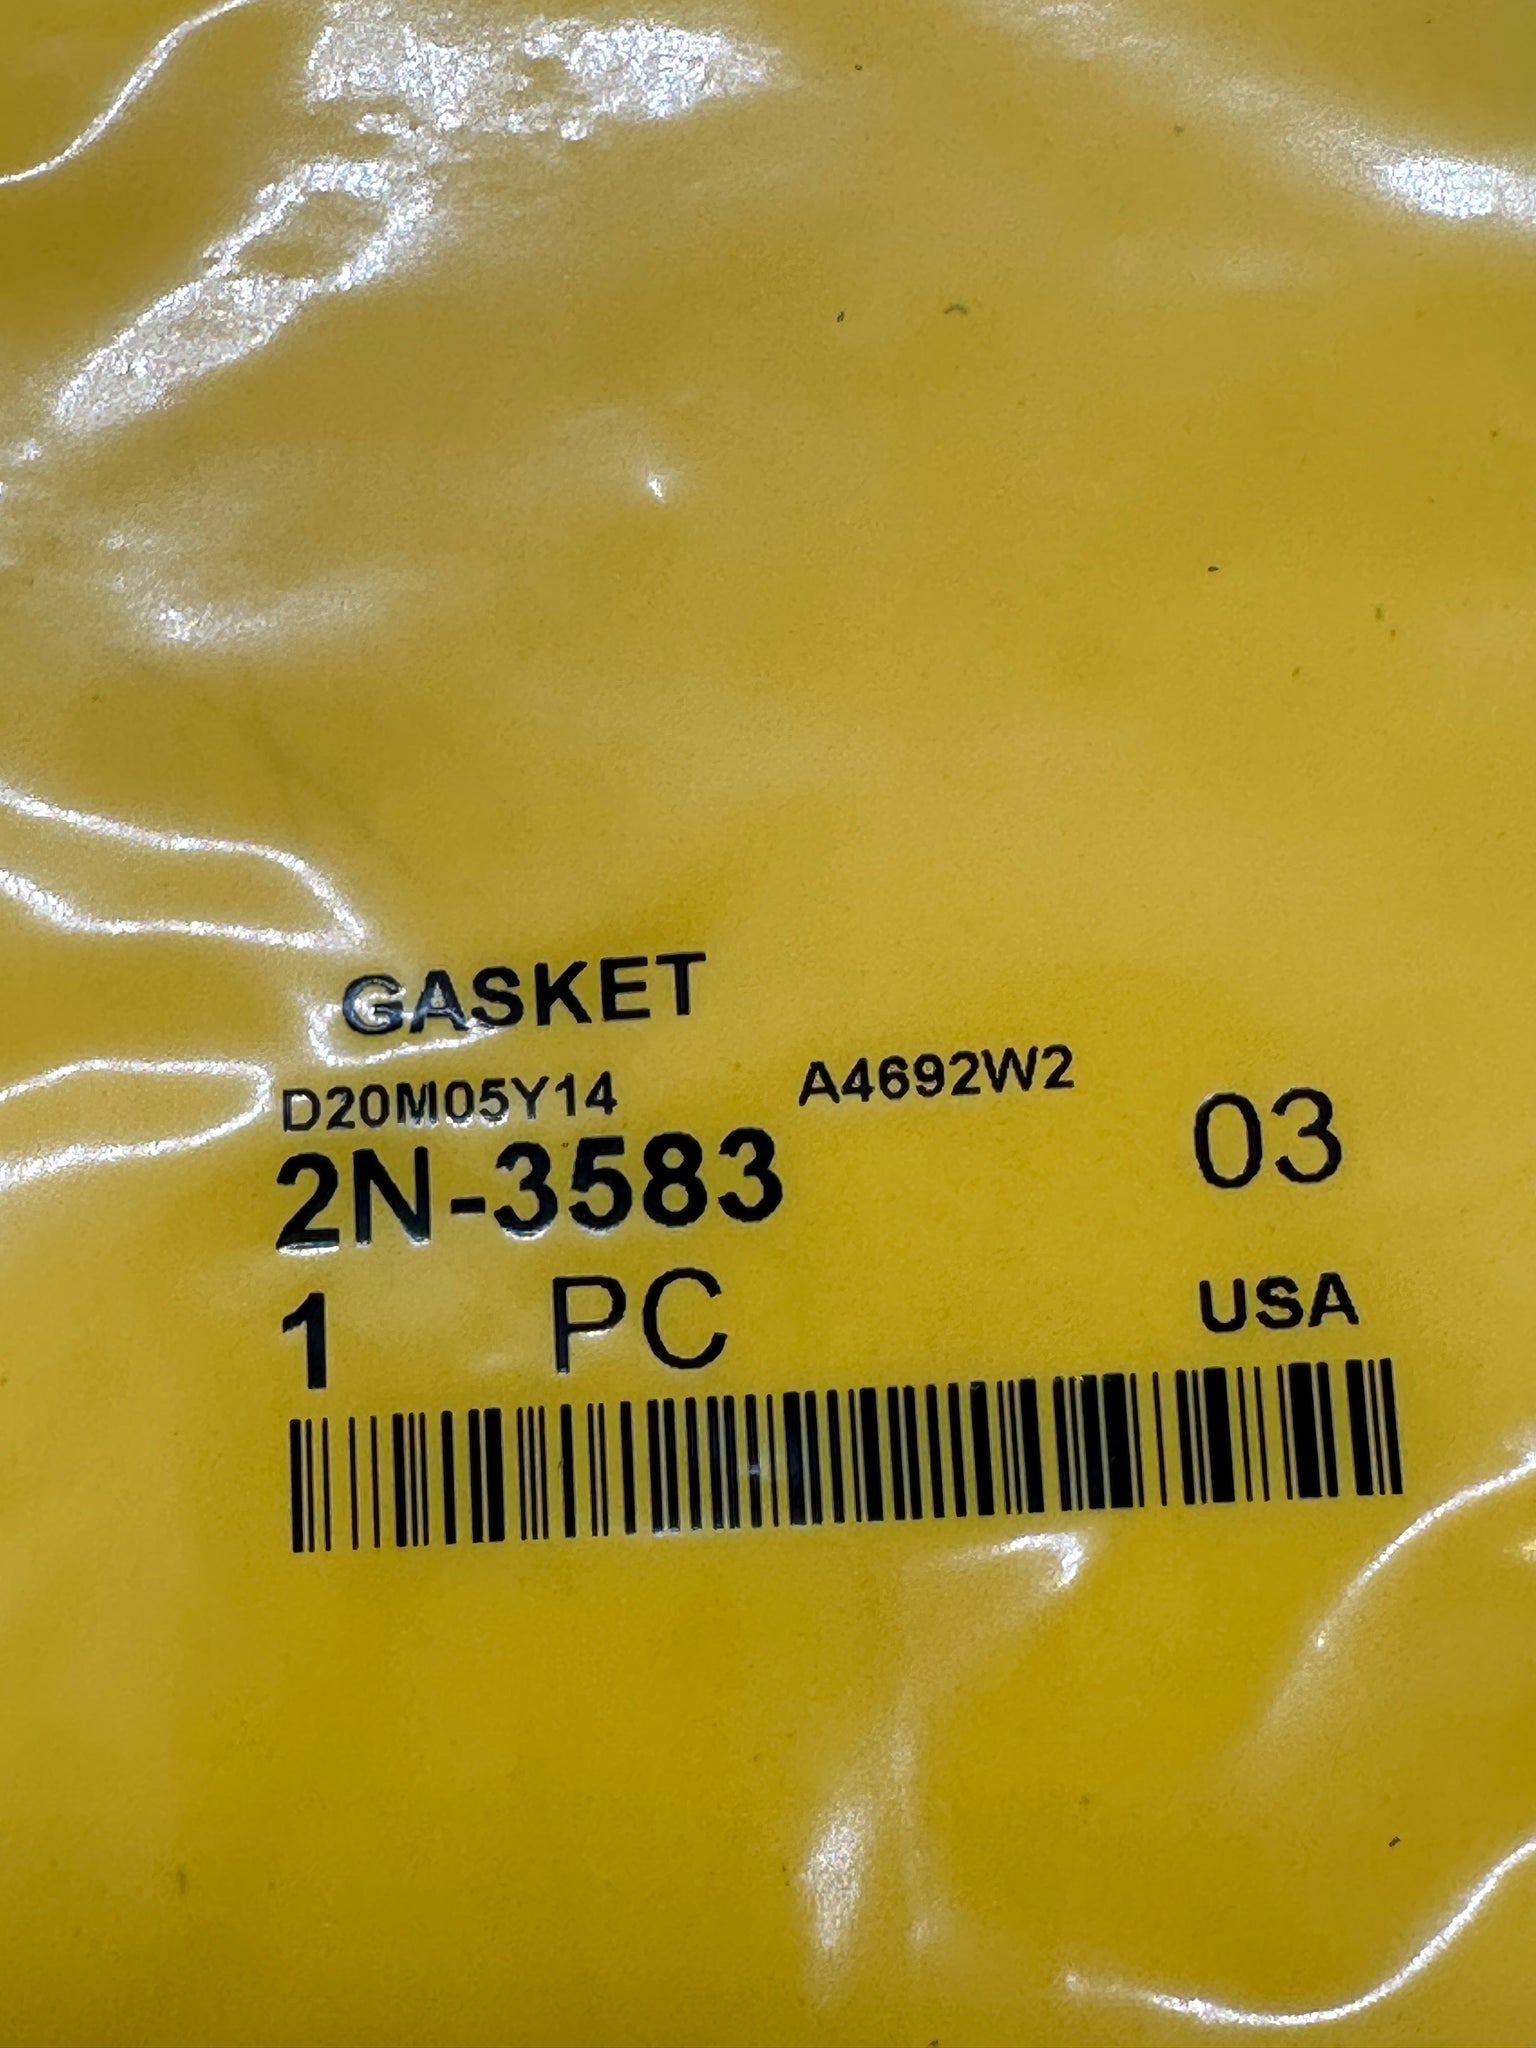 GASKET
D20M05Y14 A4692W2
2N-3583 03
1 PC USA